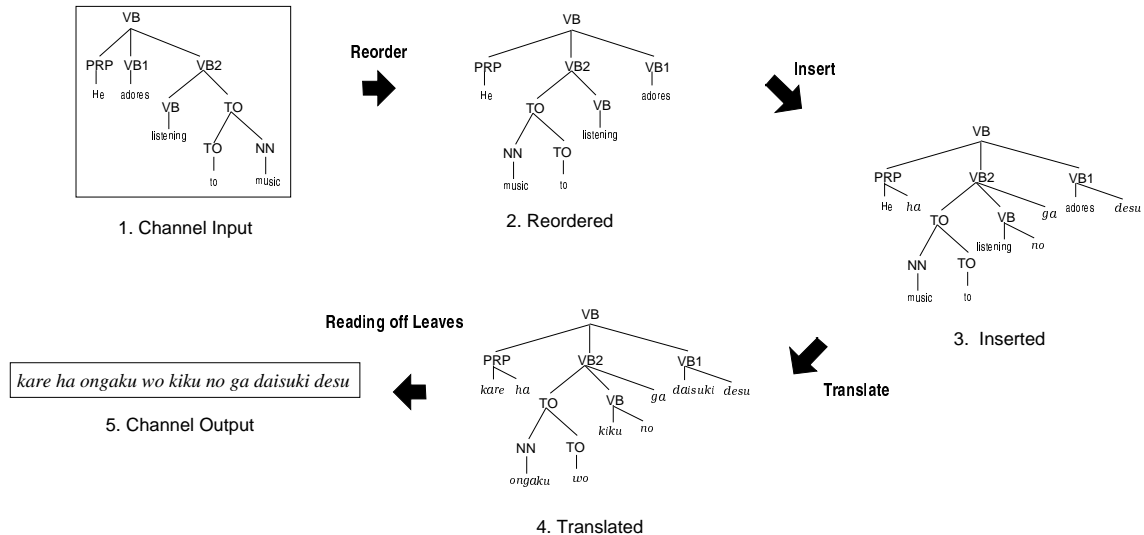 VB
PRP VB1 VB2
He adores VB TO
listening
TO NN
to music
1. Channel Input
Reorder
VB
PRP VB2 VB1
He TO VB adores
listening
NN TO
music to
2. Reordered
Insert
VB
PRP VB2 VB1
He ha ga adores desu
TO VB
listening no
NN TO
music to
3. Inserted
Translate
VB
PRP VB2 VB1
kare ha ga daisuki desu
TO VB
kiku no
NN TO
ongaku wo
4. Translated
Reading off Leaves
kare ha ongaku wo kiku no ga daisuki desu
5. Channel Output